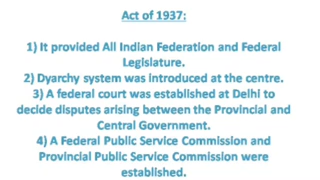 Act of 1937:
1) It provided All Indian Federation and Federal
Legislature.
2) Dyarchy system was introduced at the centre.
3) A federal court was established at Delhi to
decide disputes arising between the Provincial and
Central Government.
4) A Federal Public Service Commission and
Provincial Public Service Commission were
established.